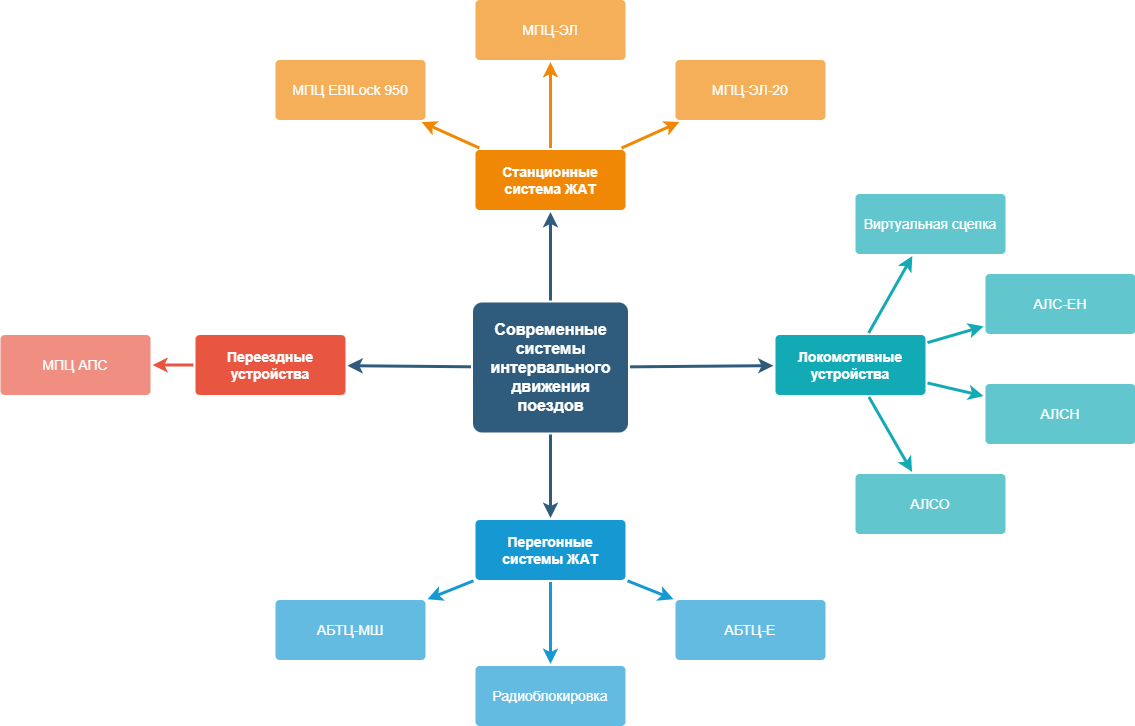 МПЦ-ЭЛ
МПЦ EBILock 950
МПЦ-ЭЛ-20
Станционные
система ЖАТ
Виртуальная сцепка
АЛС-ЕН
Современные
системы
интервального
движения
поездов
МПЦ АПС
Переездные
устройства
Локомотивные
устройства
АЛСН
АЛСО
Перегонные
системы ЖАТ
АБТЦ-МШ
АБТЦ-Е
Радиоблокировка